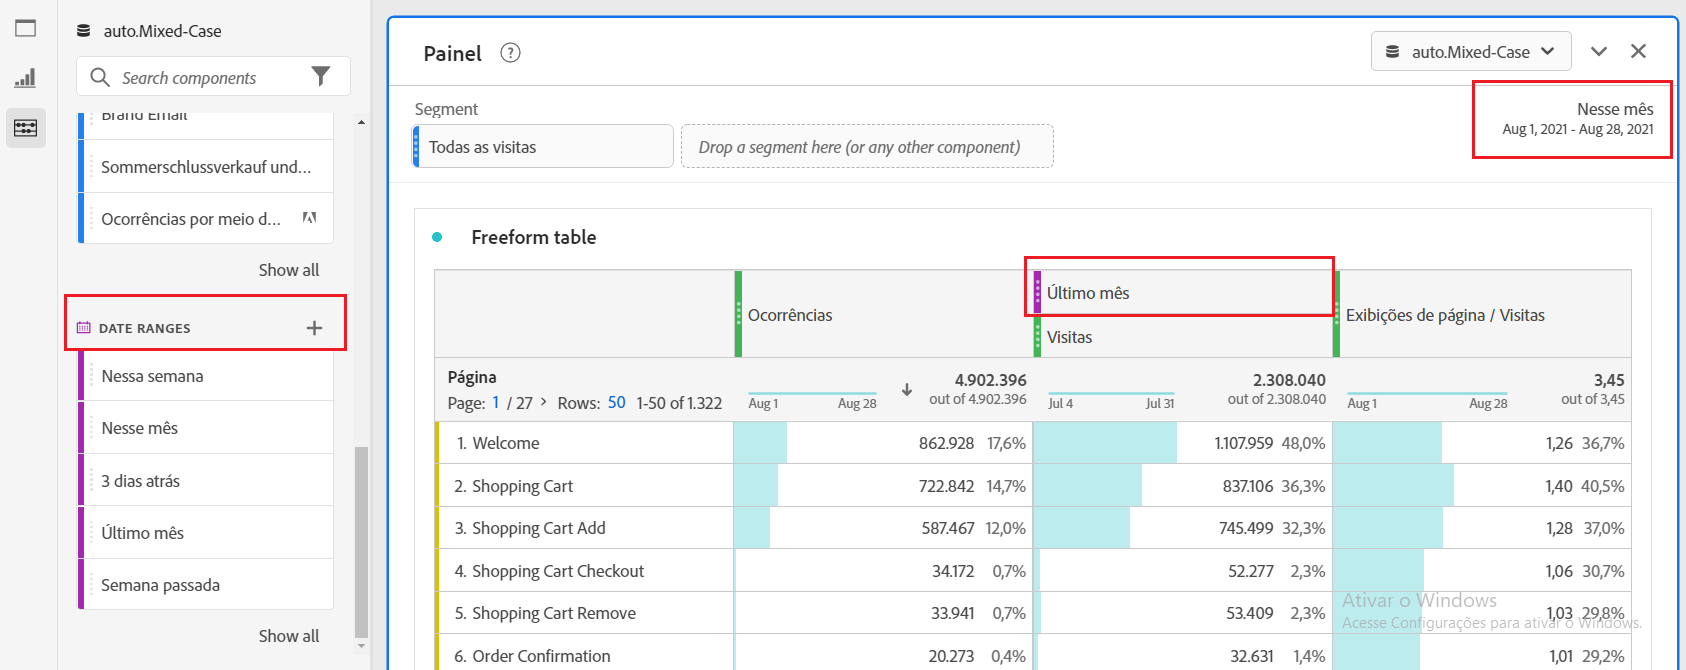 auto.Mixed-Case
Search components
Brand Email
Sommerschlussverkauf und...
Ocorrências por meio d...
Show all
DATE RANGES +
Nessa semana
Nesse mês
3 dias atrás
Último mês
Semana passada
Show all
Painel ?
auto.Mixed-Case
Segment
Todas as visitas
Drop a segment here (or any other component)
Nesse mês
Aug 1, 2021 - Aug 28, 2021
Freeform table
Ocorrências
Último mês
Visitas
Exibições de página / Visitas
Página
Page: 1 / 27 > Rows: 50 1-50 of 1.322
Aug 1 Aug 28
4.902.396
out of 4.902.396
Jul 4 Jul 31
2.308.040
out of 2.308.040
Aug 1 Aug 28
3,45
out of 3,45
1. Welcome 862.928 17,6% 1.107.959 48,0% 1,26 36,7%
2. Shopping Cart 722.842 14,7% 837.106 36,3% 1,40 40,5%
3. Shopping Cart Add 587.467 12,0% 745.499 32,3% 1,28 37,0%
4. Shopping Cart Checkout 34.172 0,7% 52.277 2,3% 1,06 30,7%
5. Shopping Cart Remove 33.941 0,7% 53.409 2,3% 1,03 29,8%
6. Order Confirmation 20.273 0,4% 32.631 1,4% 1,01 29,2%
Ativar o Windows
Acesse Configurações para ativar o Windows.